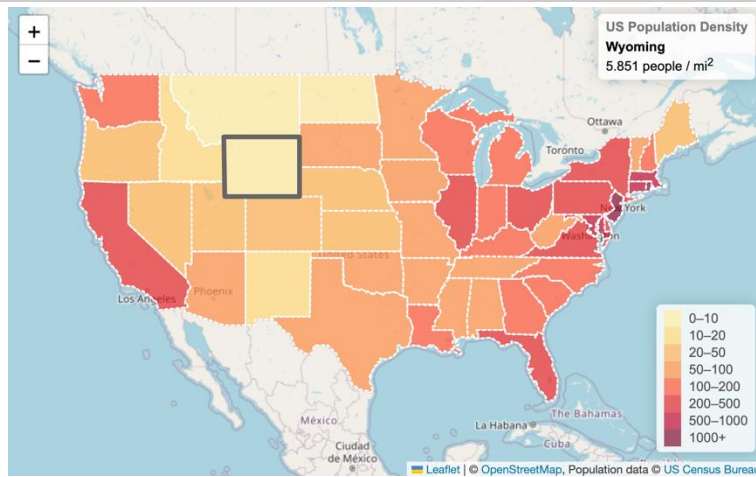 +
−
US Population Density
Wyoming
5.851 people / mi²
Ottawa
Toronto
New York
Washington
United States
Los Angeles
Phoenix
0–10
10–20
20–50
50–100
100–200
200–500
500–1000
1000+
México
Ciudad
de México
La Habana
The Bahamas
Cuba
Leaflet | © OpenStreetMap, Population data © US Census Bureau